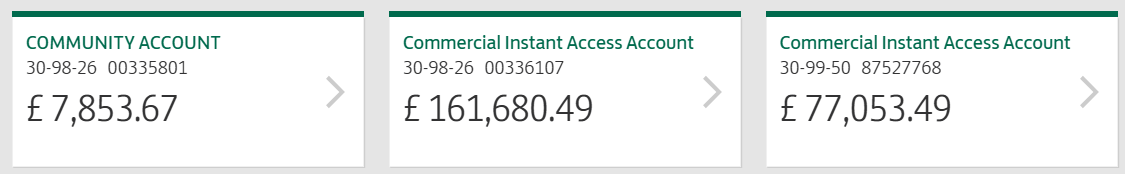 COMMUNITY ACCOUNT
30-98-26 00335801
£ 7,853.67
Commercial Instant Access Account
30-98-26 00336107
£ 161,680.49
Commercial Instant Access Account
30-99-50 87527768
£ 77,053.49